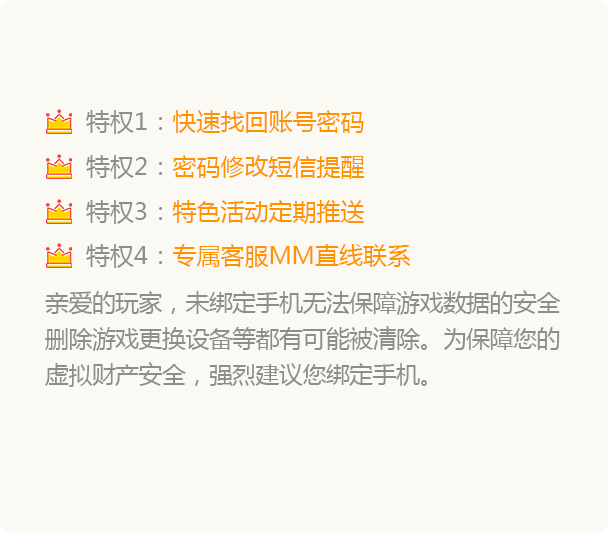 特权1：快速找回账号密码
特权2：密码修改短信提醒
特权3：特色活动定期推送
特权4：专属客服MM直线联系
亲爱的玩家，未绑定手机无法保障游戏数据的安全
删除游戏更换设备等都有可能被清除。为保障您的
虚拟财产安全，强烈建议您绑定手机。